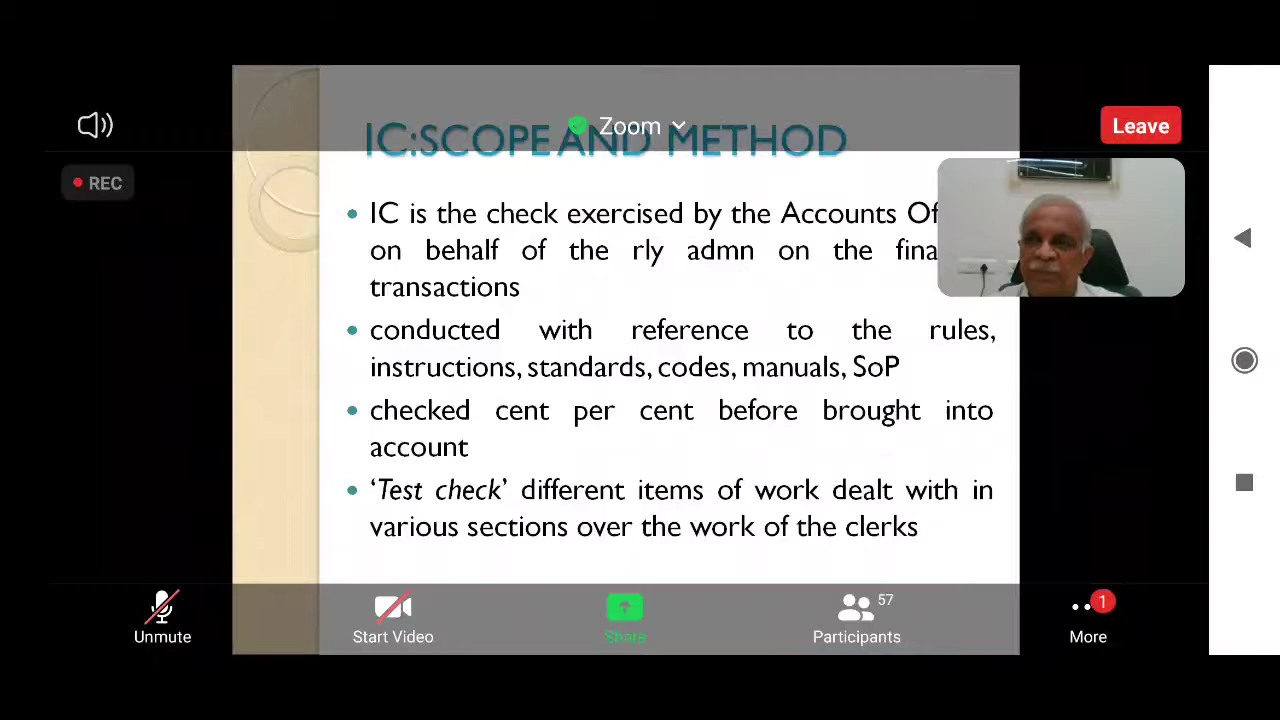 IC:SCOPE AND METHOD
Zoom
Leave
REC
IC is the check exercised by the Accounts
on behalf of the rly admn on the
transactions
conducted with reference to the rules,
instructions, standards, codes, manuals, SoP
checked cent per cent before brought into
account
‘Test check’ different items of work dealt with in
various sections over the work of the clerks
Unmute
Start Video
Share
Participants
57
More
1